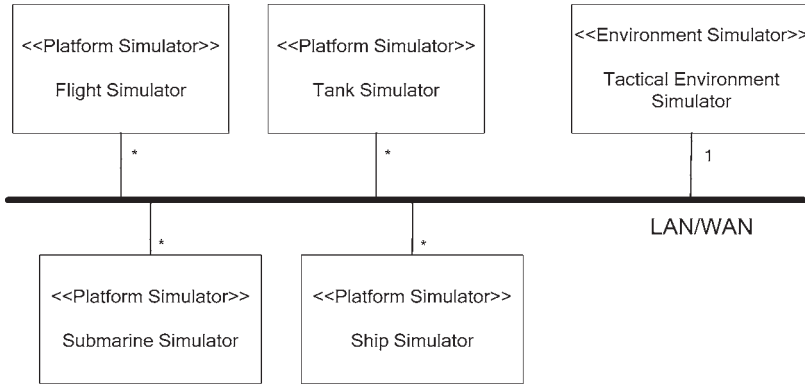 <<Platform Simulator>>
Flight Simulator
<<Platform Simulator>>
Tank Simulator
<<Environment Simulator>>
Tactical Environment
Simulator
*
*
1
LAN/WAN
*
*
<<Platform Simulator>>
Submarine Simulator
<<Platform Simulator>>
Ship Simulator